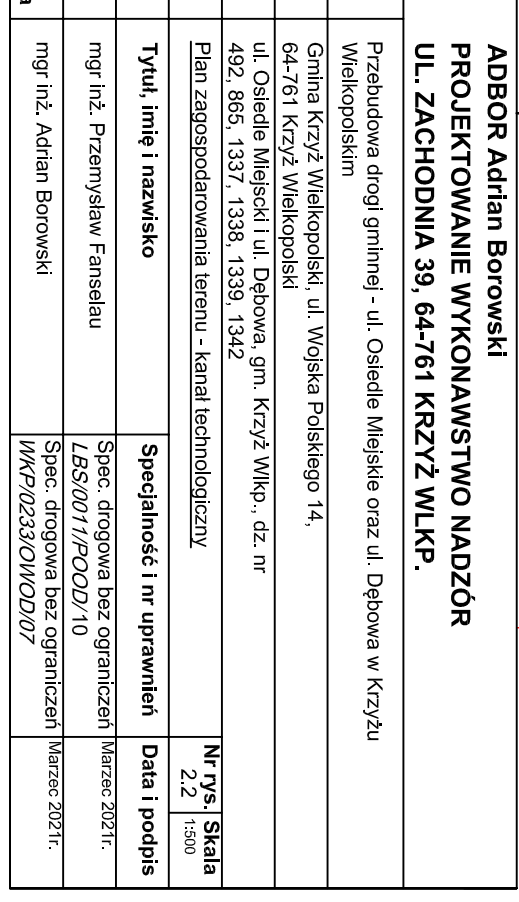 ADBOR Adrian Borowski
PROJEKTOWANIE WYKONAWSTWO NADZÓR
UL. ZACHODNIA 39, 64-761 KRZYŻ WLKP.
Przebudowa drogi gminnej - ul. Osiedle Miejskie oraz ul. Dębowa w Krzyżu
Wielkopolskim
Gmina Krzyż Wielkopolski, ul. Wojska Polskiego 14,
64-761 Krzyż Wielkopolski
ul. Osiedle Miejscki i ul. Dębowa, gm. Krzyż Wlkp., dz. nr
492, 865, 1337, 1338, 1339, 1342
Plan zagospodarowania terenu - kanał technologiczny
Nr rys. Skala
2.2 1:500
Tytuł, imię i nazwisko Specjalność i nr uprawnień Data i podpis
mgr inż. Przemysław Fanselau Spec. drogowa bez ograniczeń Marzec 2021r.
LBS/0011/POOD/10
mgr inż. Adrian Borowski Spec. drogowa bez ograniczeń Marzec 2021r.
WKP/0233/OWOD/07